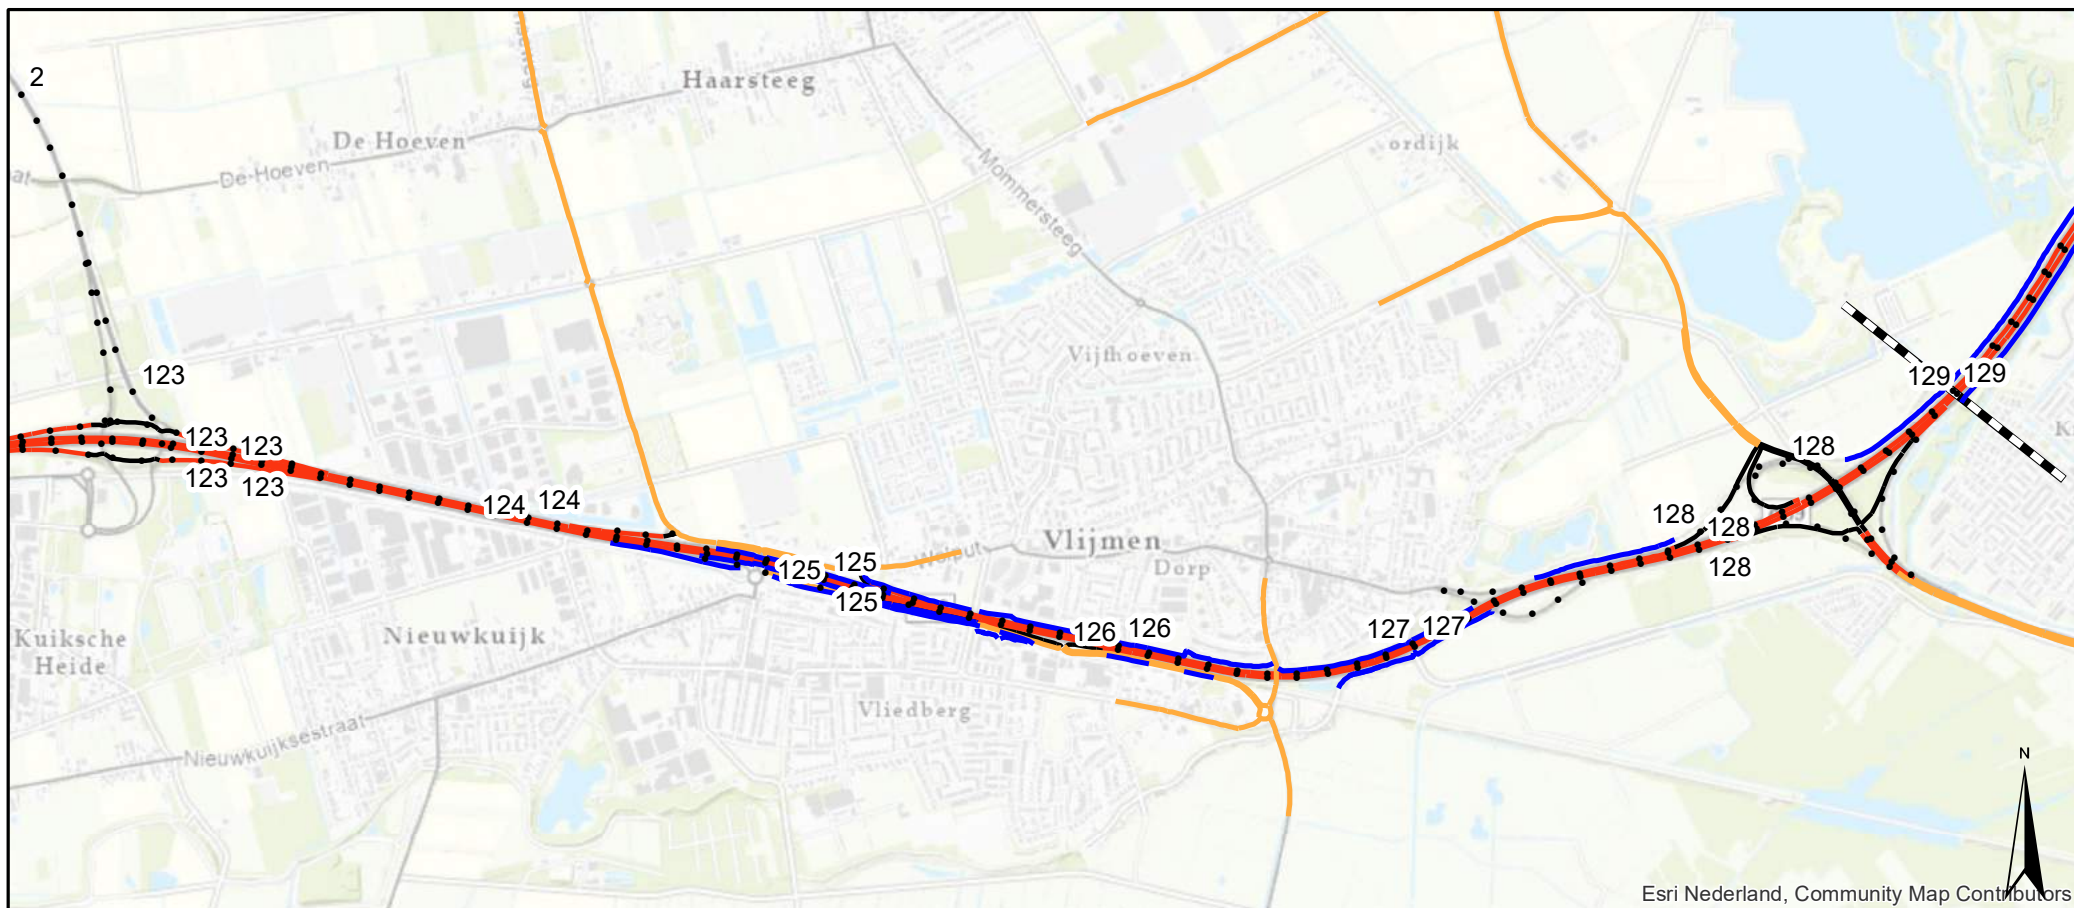 2
Haarsteeg
De Hoeven
De-Hoeven
Mommersteeg
ordijk
Vijfhoeven
123
123
123
123
123
124
124
125
125
125
126
126
127
127
128
128
128
128
129
129
Vlijmen
Dorp
Nieuwkuijk
Kuiksche
Heide
Vliedberg
Nieuwkuijksestraat
N
Esri Nederland, Community Map Contributors